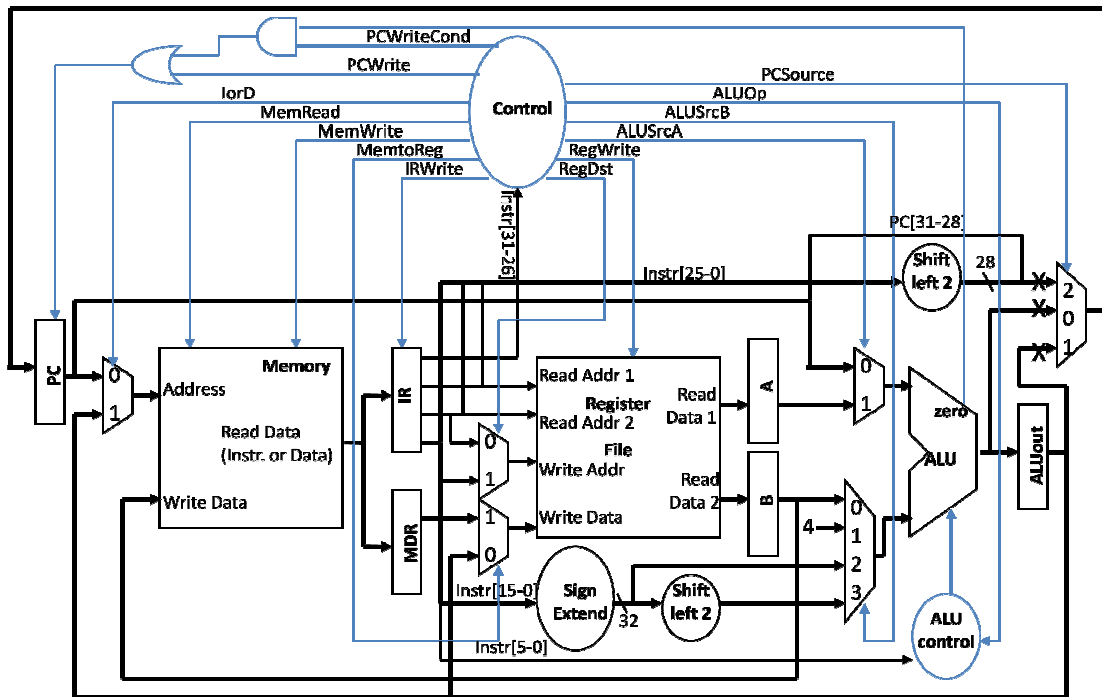 PCWriteCond
PCWrite
PCSource
IorD
ALUOp
Control
MemRead
ALUSrcB
MemWrite
ALUSrcA
MemtoReg
RegWrite
IRWrite
RegDst
Instr[31-26]
PC[31-28]
Instr[25-0]
Shift
left 2
28
2
0
1
PC
0
1
Memory
Address
Read Data
(Instr. or Data)
Write Data
IR
MDR
0
1
1
0
Read Addr 1
Register
Read Addr 2
File
Write Addr
Write Data
Read
Data 1
Read
Data 2
A
B
0
1
4
0
1
2
3
zero
ALU
ALUout
Instr[15-0]
Sign
Extend
32
Shift
left 2
ALU
control
Instr[5-0]